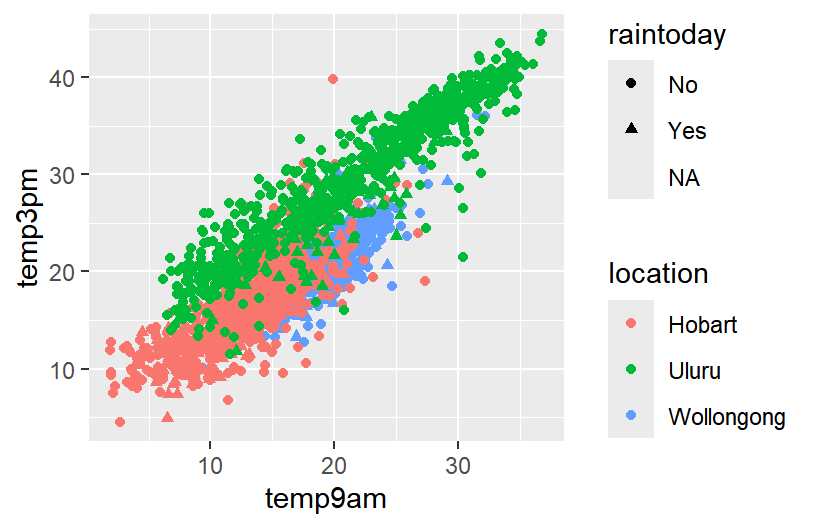 temp3pm
40
30
20
10
10 20 30
temp9am
raintoday
No
Yes
NA
location
Hobart
Uluru
Wollongong